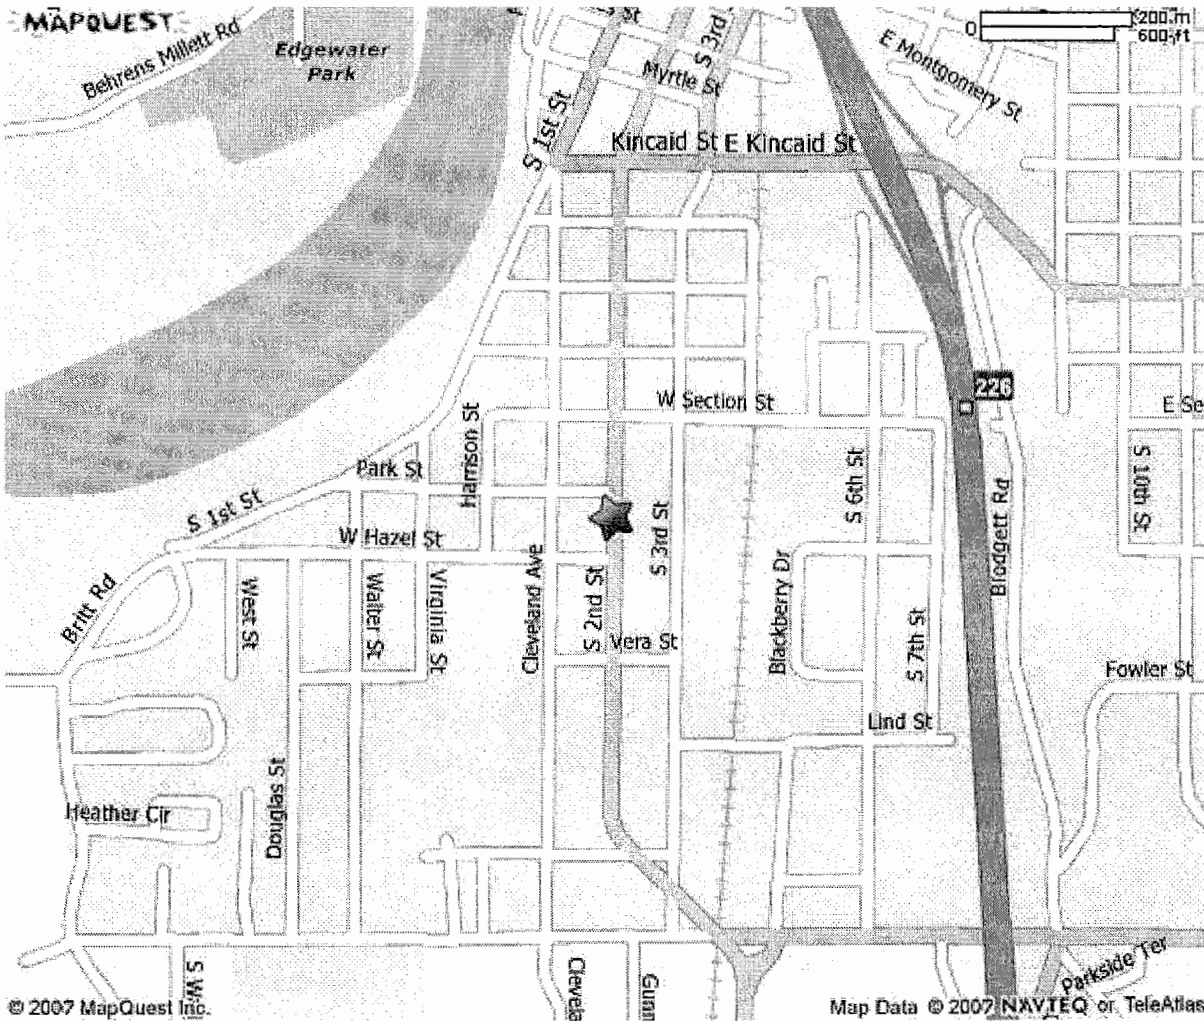 MAPQUEST
Behrens Millett Rd
Edgewater
Park
S 1st St
St
S 3rd
Myrtle St
0
200 m
600 ft
E Montgomery St
Kincaid St
E Kincaid St
226
W Section St
E Se
Harrison St
Park St
S 1st St
W Hazel St
S 3rd St
S 6th St
S 10th St
Blodgett Rd
Britt Rd
West St
Walter St
Virginia St
Cleveland Ave
S 2nd St
Vera St
Blackberry Dr
S 7th St
Fowler St
Lind St
Heather Cir
Douglas St
S Wa
Clevela
Gunn
Parkside Ter
© 2007 MapQuest Inc.
Map Data © 2007 NAVTEQ or TeleAtlas